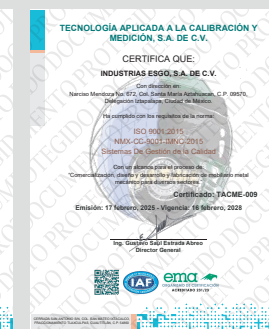 TECNOLOGÍA APLICADA A LA CALIBRACIÓN Y
MEDICIÓN, S.A. DE C.V.
CERTIFICA QUE:
INDUSTRIAS ESGO, S.A. DE C.V.
Con dirección en:
Narciso Mendoza No. 672, Col. Santa María Aztahuacan, C.P. 09570,
Delegación Iztapalapa, Ciudad de México.
Ha cumplido con los requisitos de la norma:
ISO 9001:2015
NMX-CC-9001-IMNC-2015
Sistemas De Gestión de la Calidad
Con un alcance para el proceso de:
"Comercialización, diseño y desarrollo y fabricación de mobiliario metal
mecánico para diversos sectores
Certificado: TACME-009
Emisión: 17 febrero, 2025 - Vigencia: 16 febrero, 2028
Ing. Gustavo Saúl Estrada Abreo
Director General
IAF
ema
ACREDITADO